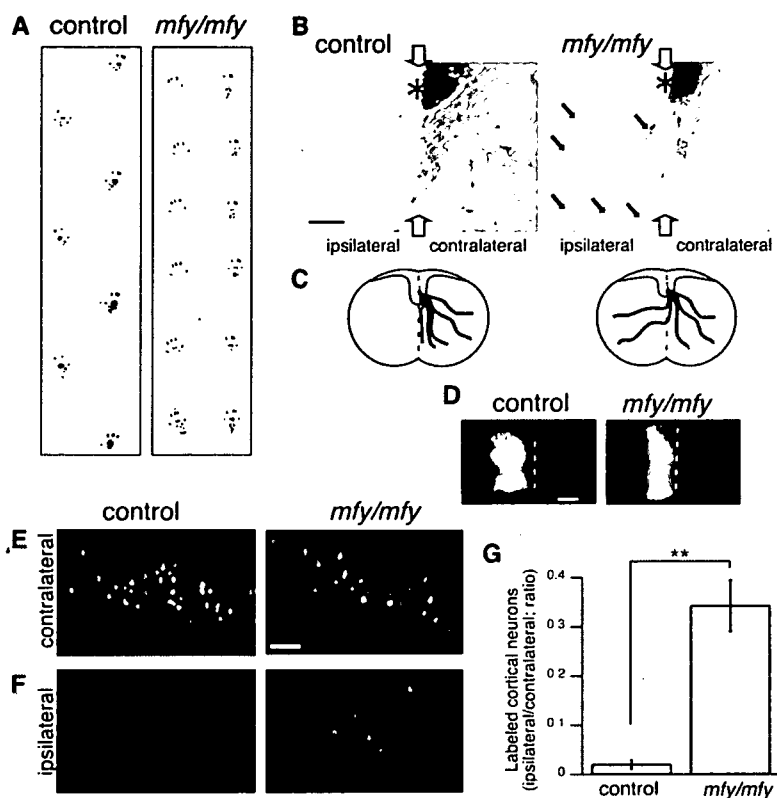 A
control
mfy/mfy
B
control
mfy/mfy
*
*
ipsilateral
contralateral
ipsilateral
contralateral
C
D
control
mfy/mfy
control
mfy/mfy
E
contralateral
F
ipsilateral
G
**
Labeled cortical neurons
(ipsilateral/contralateral; ratio)
0.4
0.3
0.2
0 1
0
control
mfy/mfy